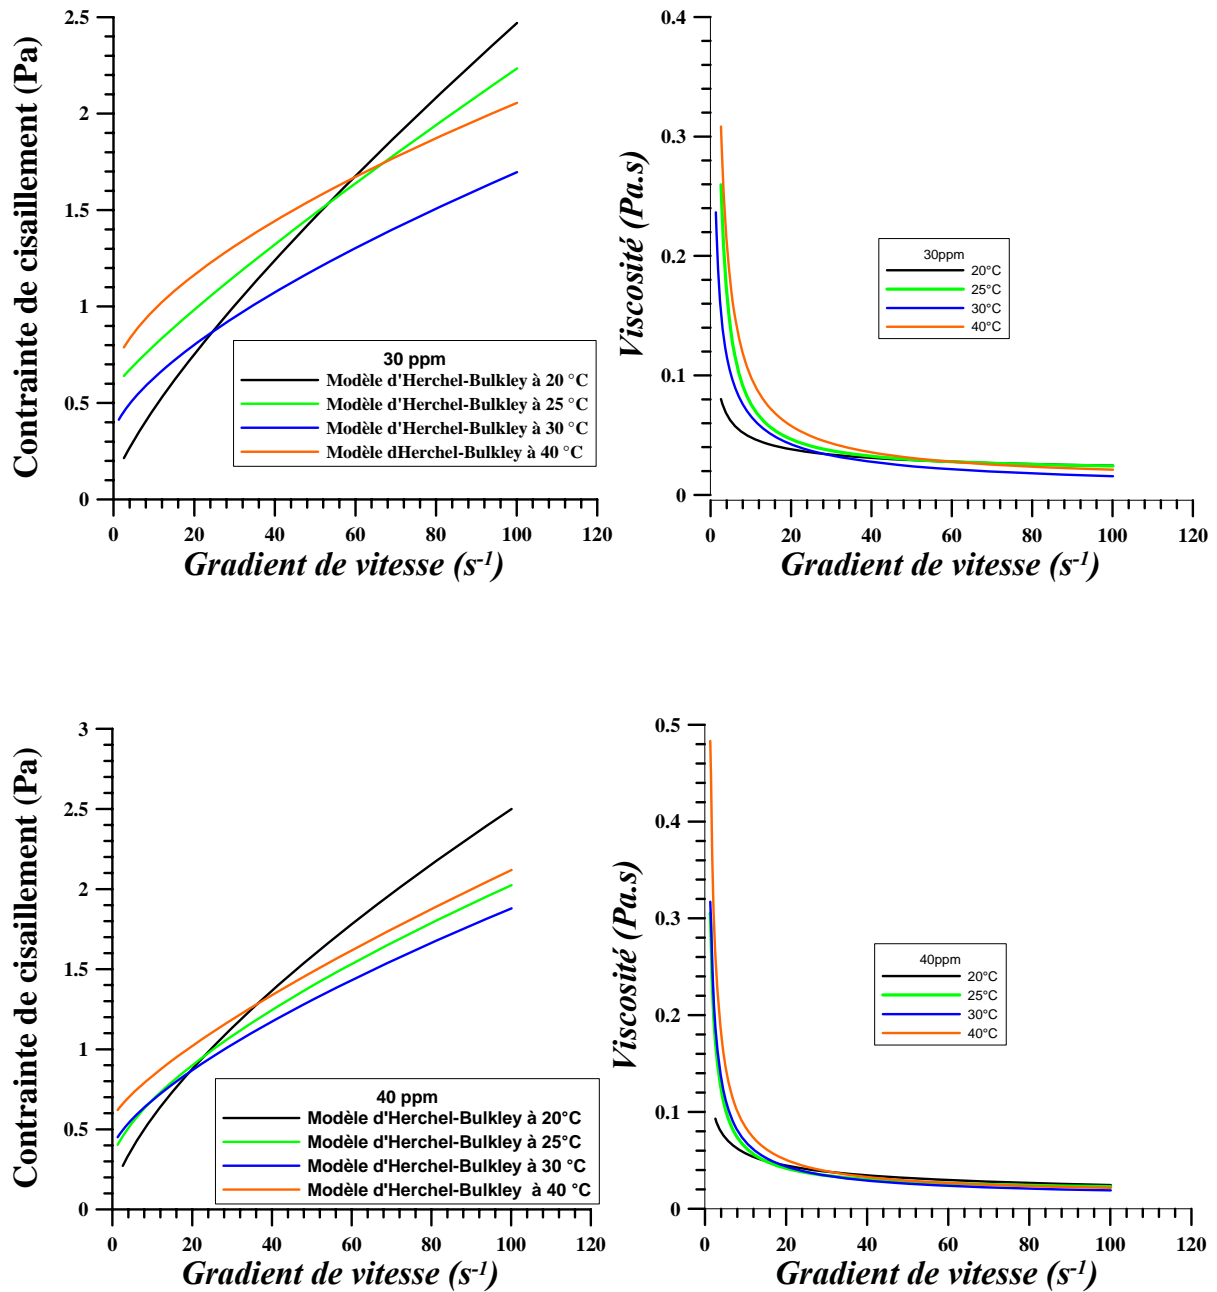 Contrainte de cisaillement (Pa)
2.5
2
1.5
1
0.5
0
0 20 40 60 80 100 120
Gradient de vitesse (s-1)
30 ppm
Modèle d'Herchel-Bulkley à 20 °C
Modèle d'Herchel-Bulkley à 25 °C
Modèle d'Herchel-Bulkley à 30 °C
Modèle dHerchel-Bulkley à 40 °C
Viscosité (Pa.s)
0.4
0.3
0.2
0.1
0
0 20 40 60 80 100 120
Gradient de vitesse (s-1)
30ppm
20°C
25°C
30°C
40°C
Contrainte de cisaillement (Pa)
3
2.5
2
1.5
1
0.5
0
0 20 40 60 80 100 120
Gradient de vitesse (s-1)
40 ppm
Modèle d'Herchel-Bulkley à 20°C
Modèle d'Herchel-Bulkley à 25°C
Modèle d'Herchel-Bulkley à 30 °C
Modèle d'Herchel-Bulkley à 40 °C
Viscosité (Pa.s)
0.5
0.4
0.3
0.2
0.1
0
0 20 40 60 80 100 120
Gradient de vitesse (s-1)
40ppm
20°C
25°C
30°C
40°C